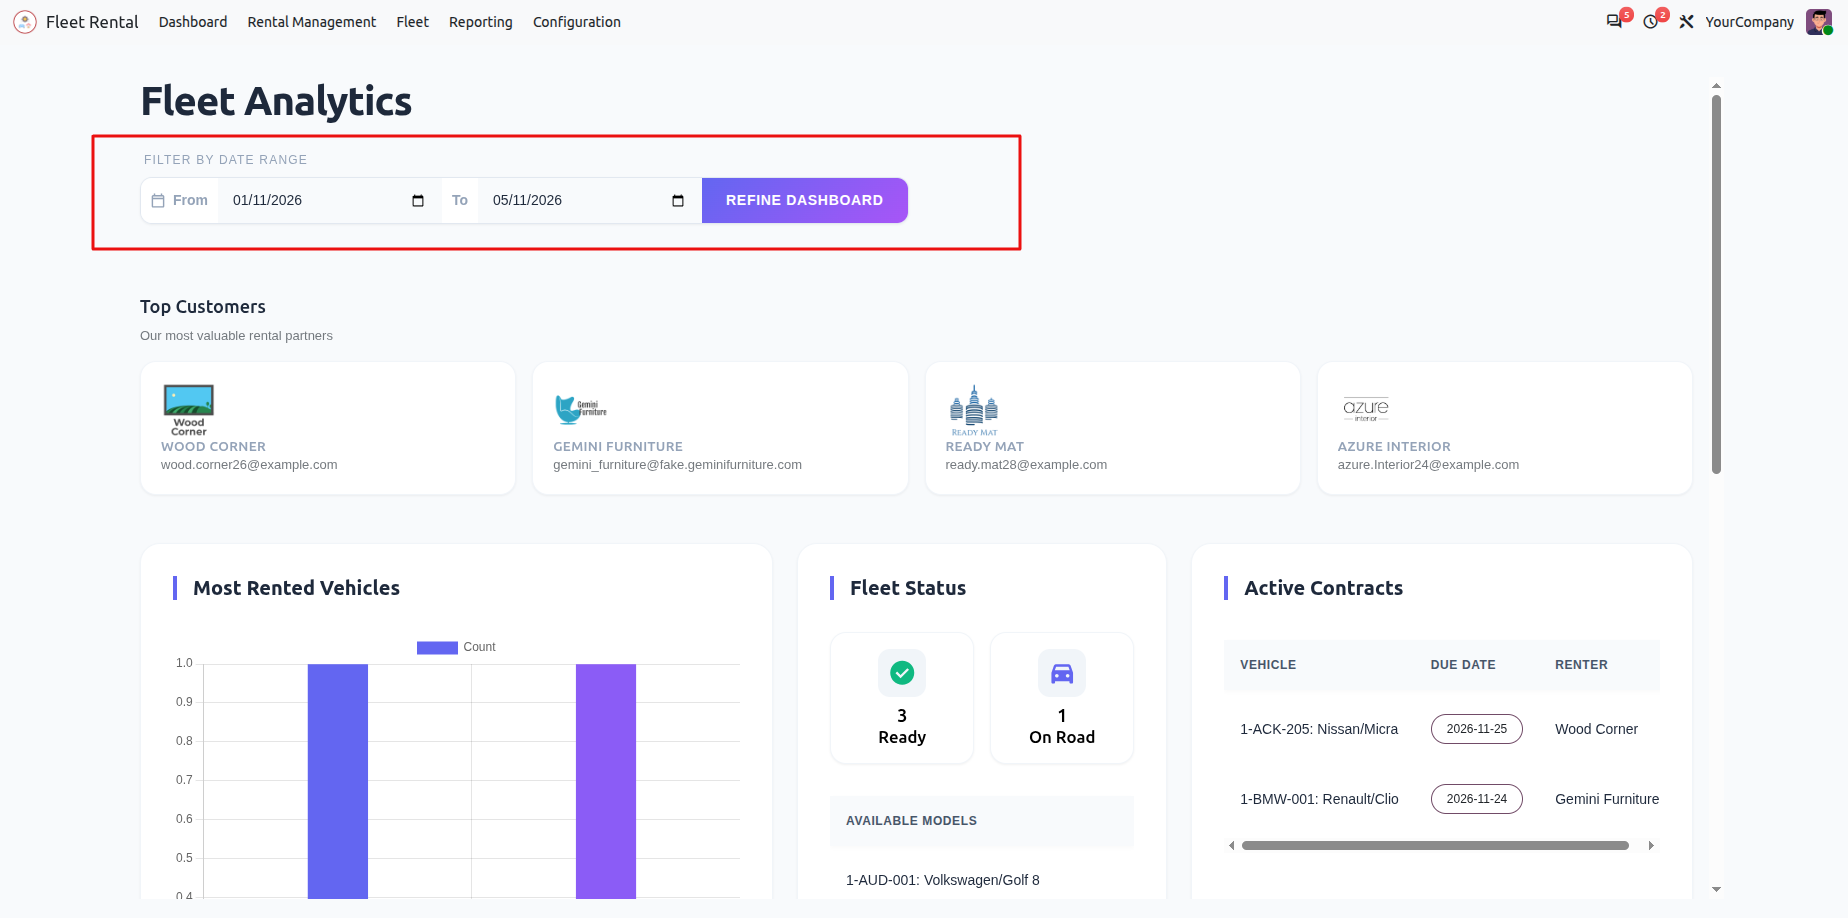 Fleet Rental Dashboard Rental Management Fleet Reporting Configuration 5 2 YourCompany
Fleet Analytics
FILTER BY DATE RANGE
From 01/11/2026 To 05/11/2026 REFINE DASHBOARD
Top Customers
Our most valuable rental partners
Wood
Corner
WOOD CORNER
wood.corner26@example.com
Gemini
Furniture
GEMINI FURNITURE
gemini_furniture@fake.geminifurniture.com
READY MAT
READY MAT
ready.mat28@example.com
azure
interior
AZURE INTERIOR
azure.Interior24@example.com
Most Rented Vehicles
Count
1.0
0.9
0.8
0.7
0.6
0.5
0.4
Fleet Status
3
Ready
1
On Road
AVAILABLE MODELS
1-AUD-001: Volkswagen/Golf 8
Active Contracts
VEHICLE DUE DATE RENTER
1-ACK-205: Nissan/Micra 2026-11-25 Wood Corner
1-BMW-001: Renault/Clio 2026-11-24 Gemini Furniture